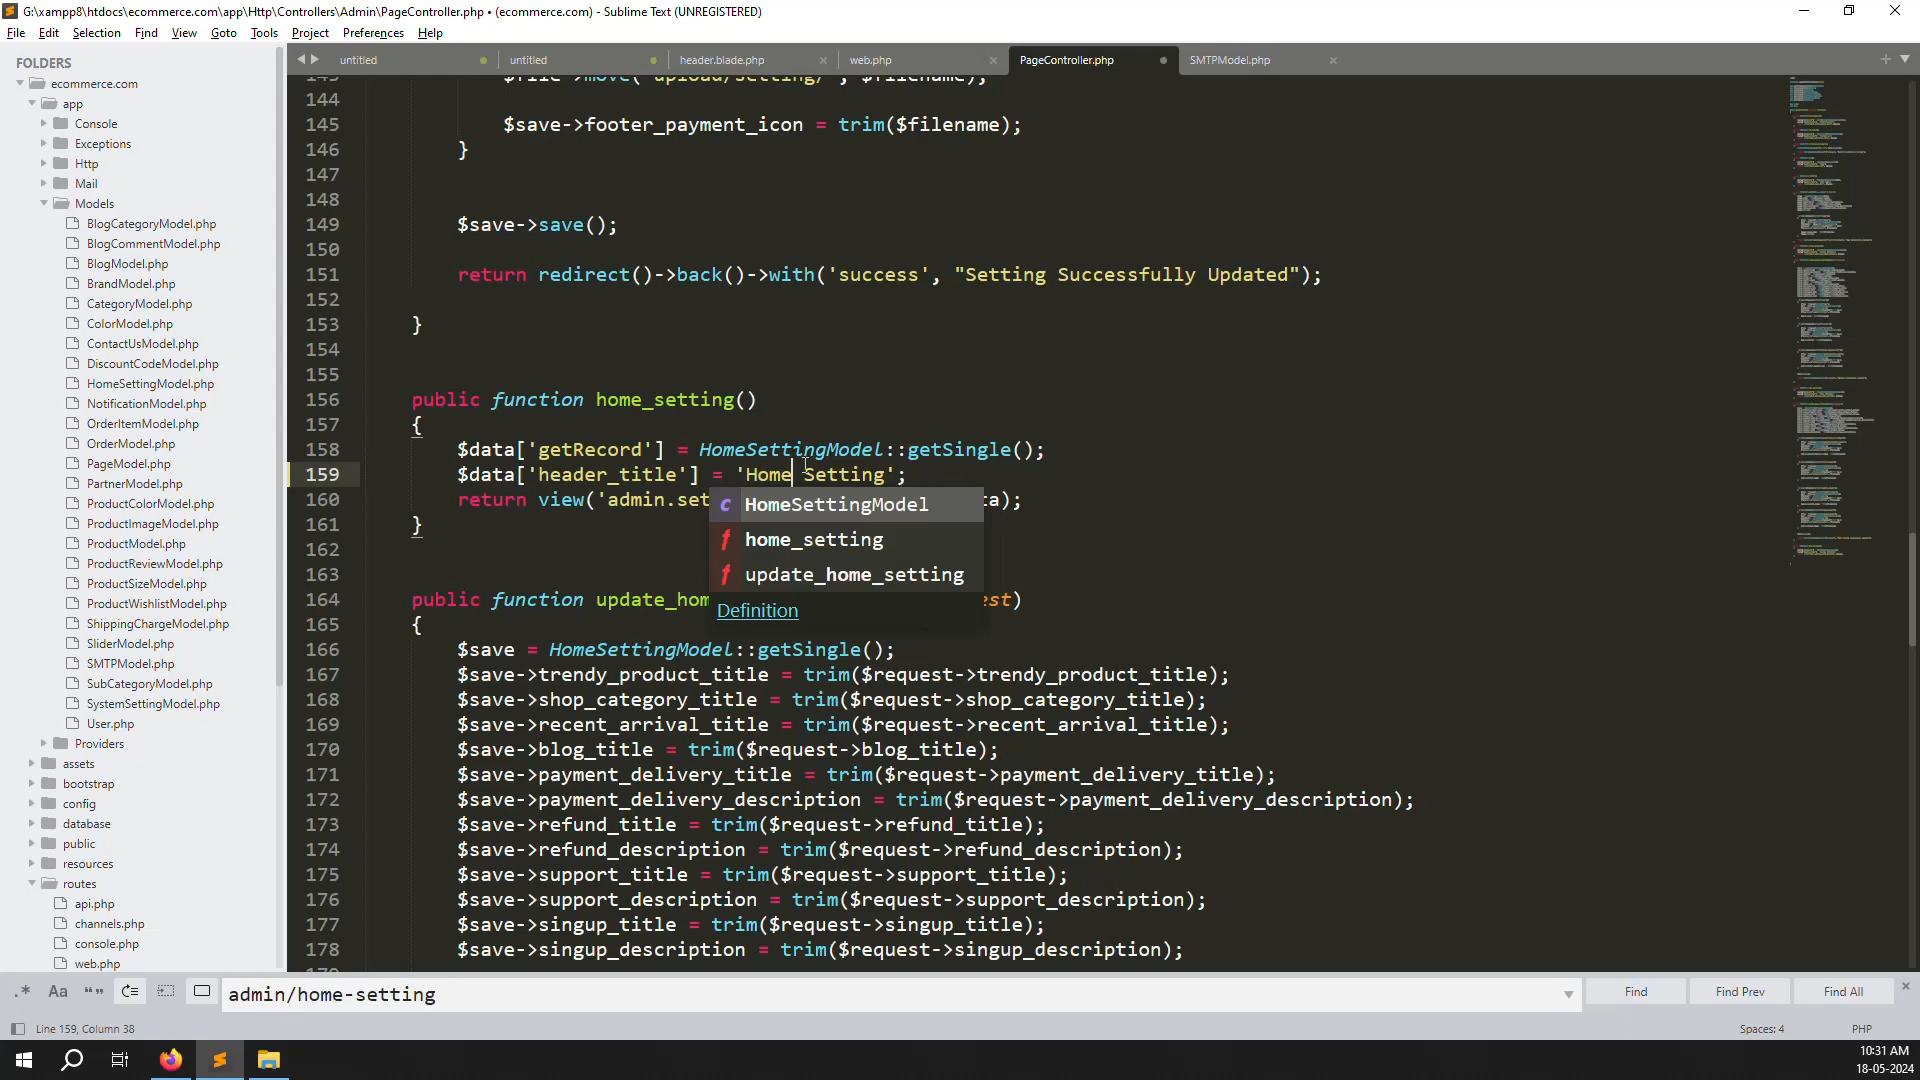 G:\xampp8\htdocs\ecommerce.com\app\Http\Controllers\Admin\PageController.php • (ecommerce.com) - Sublime Text (UNREGISTERED)
File Edit Selection Find View Goto Tools Project Preferences Help
FOLDERS
ecommerce.com
app
Console
Exceptions
Http
Mail
Models
BlogCategoryModel.php
BlogCommentModel.php
BlogModel.php
BrandModel.php
CategoryModel.php
ColorModel.php
ContactUsModel.php
DiscountCodeModel.php
HomeSettingModel.php
NotificationModel.php
OrderItemModel.php
OrderModel.php
PageModel.php
PartnerModel.php
ProductColorModel.php
ProductImageModel.php
ProductModel.php
ProductReviewModel.php
ProductSizeModel.php
ProductWishlistModel.php
ShippingChargeModel.php
SliderModel.php
SMTPModel.php
SubCategoryModel.php
SystemSettingModel.php
User.php
Providers
assets
bootstrap
config
database
public
resources
routes
api.php
channels.php
console.php
web.php
untitled untitled header.blade.php web.php PageController.php SMTPModel.php
143 $file->move('upload/setting/', $filename);
144
145 $save->footer_payment_icon = trim($filename);
146 }
147
148
149 $save->save();
150
151 return redirect()->back()->with('success', "Setting Successfully Updated");
152
153 }
154
155
156 public function home_setting()
157 {
158 $data['getRecord'] = HomeSettingModel::getSingle();
159 $data['header_title'] = 'Home Setting';
160 return view('admin.set ta);
161 }
162
163
164 public function update_hom est)
165 {
166 $save = HomeSettingModel::getSingle();
167 $save->trendy_product_title = trim($request->trendy_product_title);
168 $save->shop_category_title = trim($request->shop_category_title);
169 $save->recent_arrival_title = trim($request->recent_arrival_title);
170 $save->blog_title = trim($request->blog_title);
171 $save->payment_delivery_title = trim($request->payment_delivery_title);
172 $save->payment_delivery_description = trim($request->payment_delivery_description);
173 $save->refund_title = trim($request->refund_title);
174 $save->refund_description = trim($request->refund_description);
175 $save->support_title = trim($request->support_title);
176 $save->support_description = trim($request->support_description);
177 $save->singup_title = trim($request->singup_title);
178 $save->singup_description = trim($request->singup_description);
c HomeSettingModel
f home_setting
f update_home_setting
Definition
.* Aa “” admin/home-setting Find Find Prev Find All
Line 159, Column 38 Spaces: 4 PHP
10:31 AM
18-05-2024